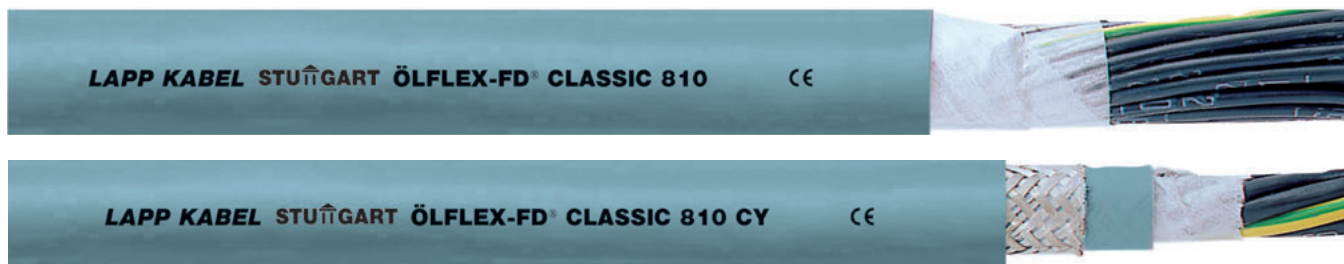 LAPP KABEL STUTTGART ÖLFLEX-FD® CLASSIC 810 CE
LAPP KABEL STUTTGART ÖLFLEX-FD® CLASSIC 810 CY CE